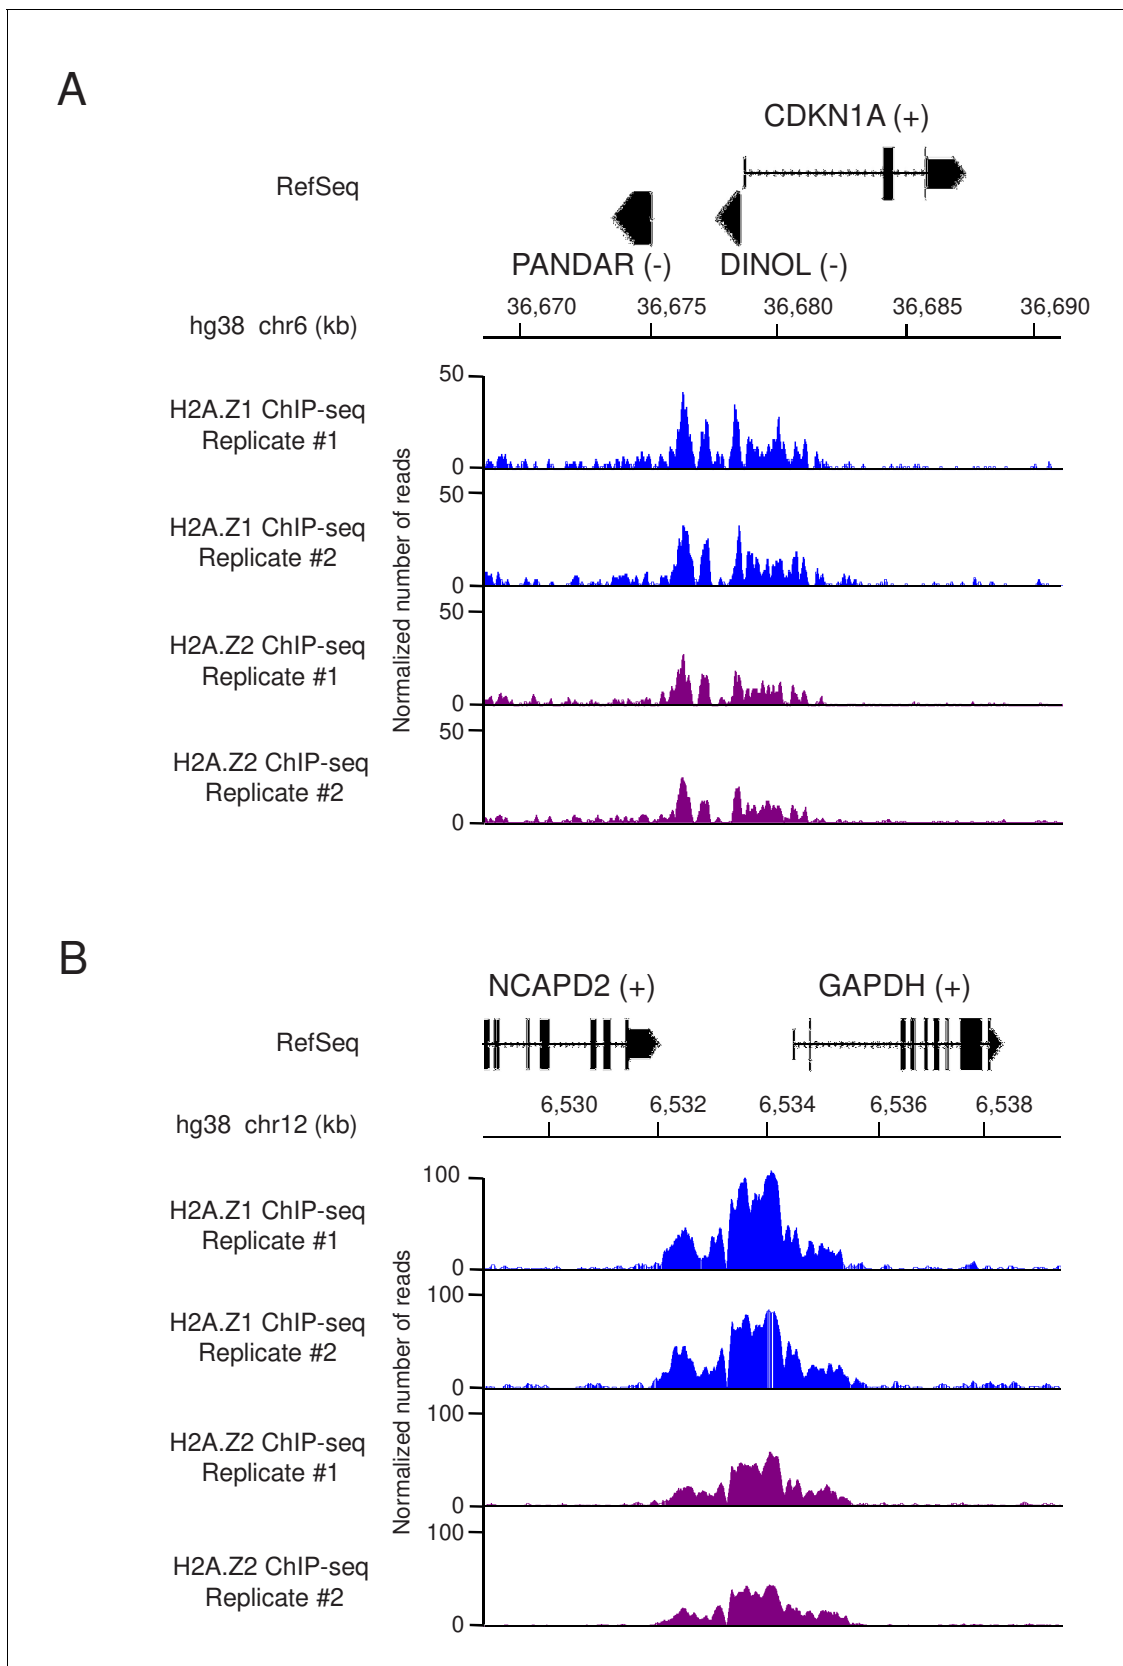 A
CDKN1A (+)
RefSeq
PANDAR (-) DINOL (-)
36,670 36,675 36,680 36,685 36,690
hg38 chr6 (kb)
50
H2A.Z1 ChIP-seq
Replicate #1
0
Normalized number of reads
50
H2A.Z1 ChIP-seq
Replicate #2
0
50
H2A.Z2 ChIP-seq
Replicate #1
0
50
H2A.Z2 ChIP-seq
Replicate #2
0
B
NCAPD2 (+) GAPDH (+)
RefSeq
6,530 6,532 6,534 6,536 6,538
hg38 chr12 (kb)
100
H2A.Z1 ChIP-seq
Replicate #1
0
Normalized number of reads
100
H2A.Z1 ChIP-seq
Replicate #2
0
100
H2A.Z2 ChIP-seq
Replicate #1
0
100
H2A.Z2 ChIP-seq
Replicate #2
0